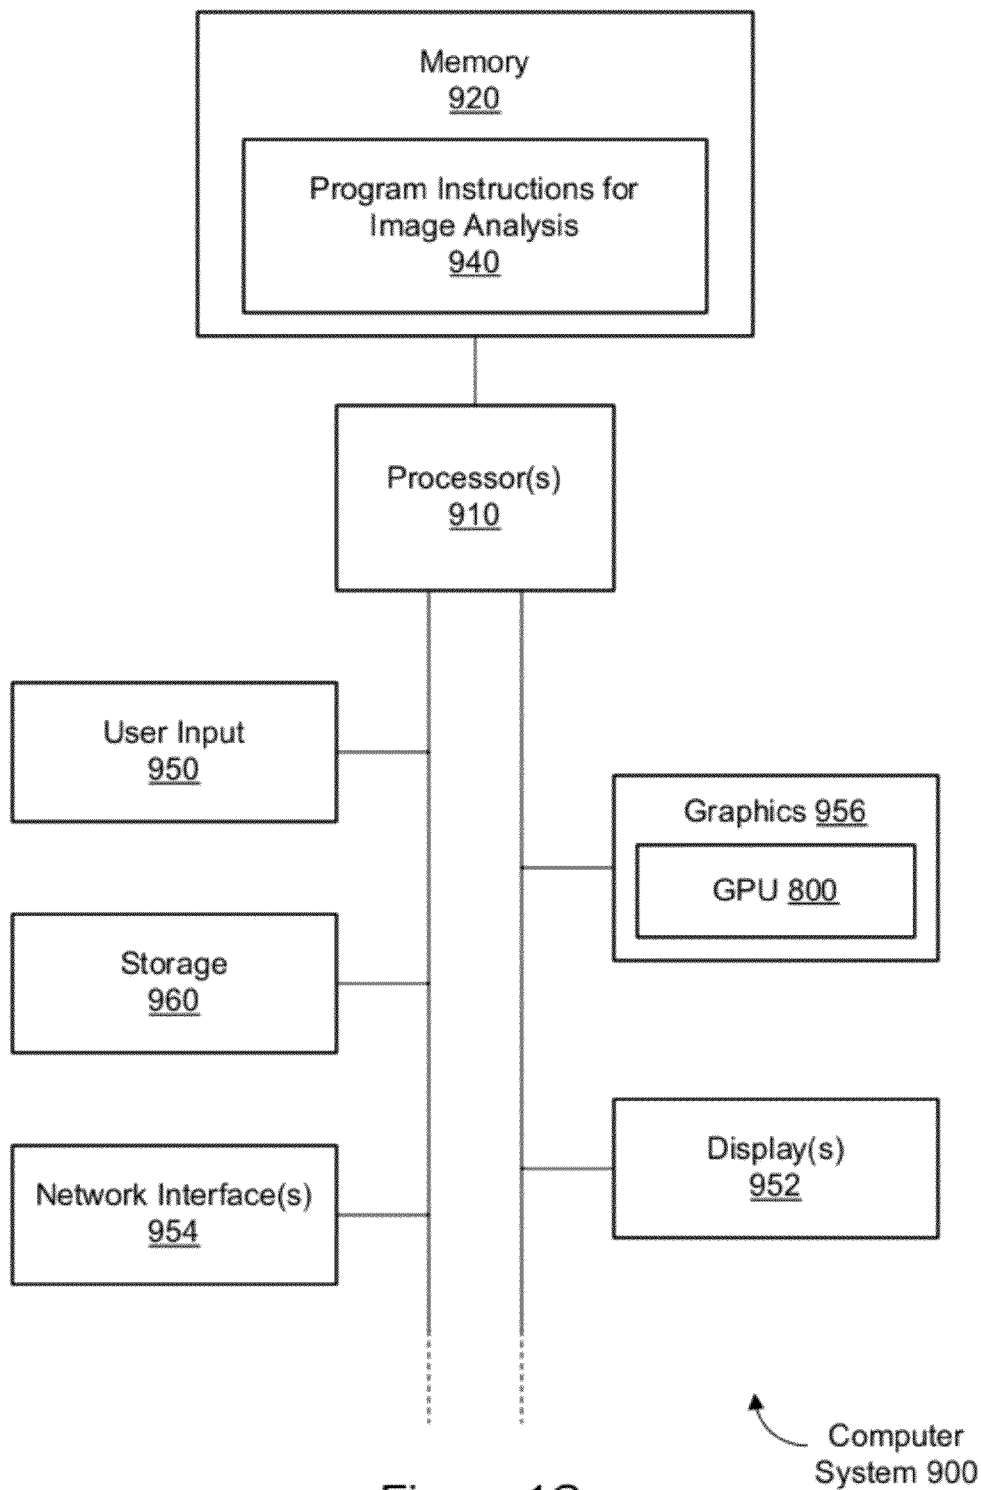 Memory
920
Program Instructions for
Image Analysis
940
Processor(s)
910
User Input
950
Graphics 956
GPU 800
Storage
960
Display(s)
952
Network Interface(s)
954
Computer
System 900